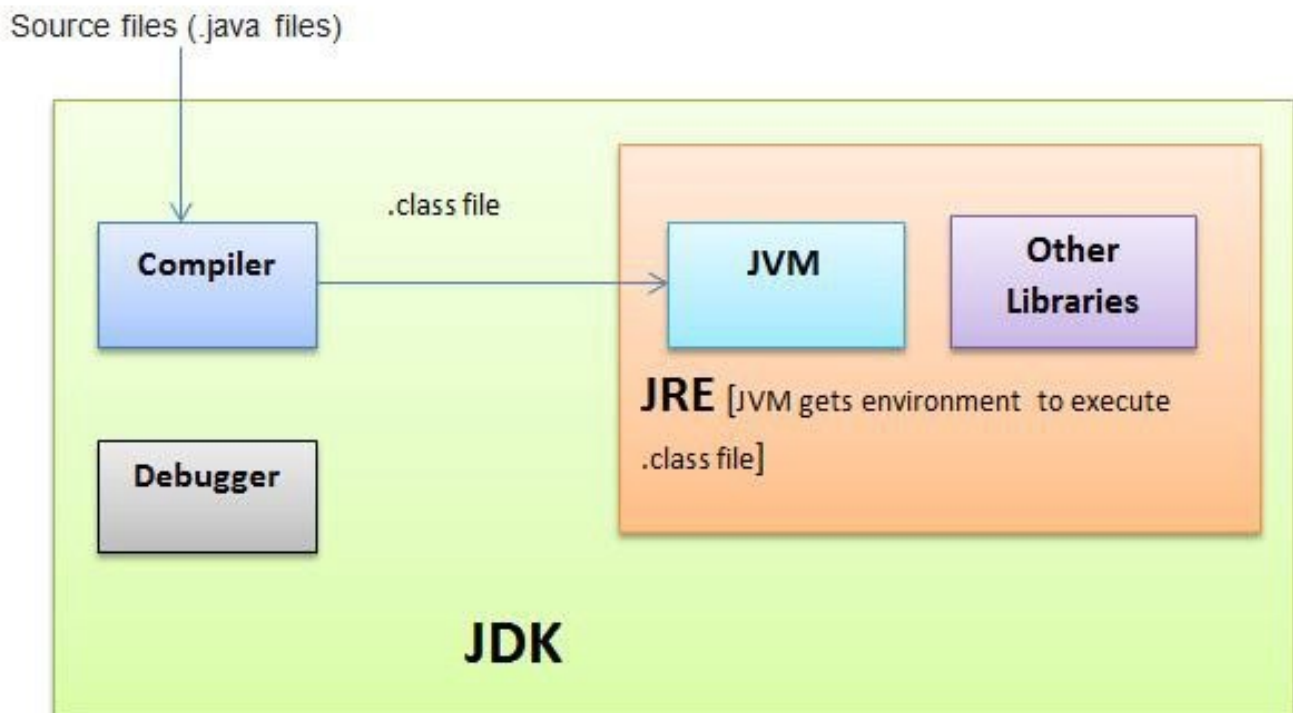 Source files (.java files)
.class file
Compiler
JVM
Other
Libraries
JRE [JVM gets environment to execute
.class file]
Debugger
JDK